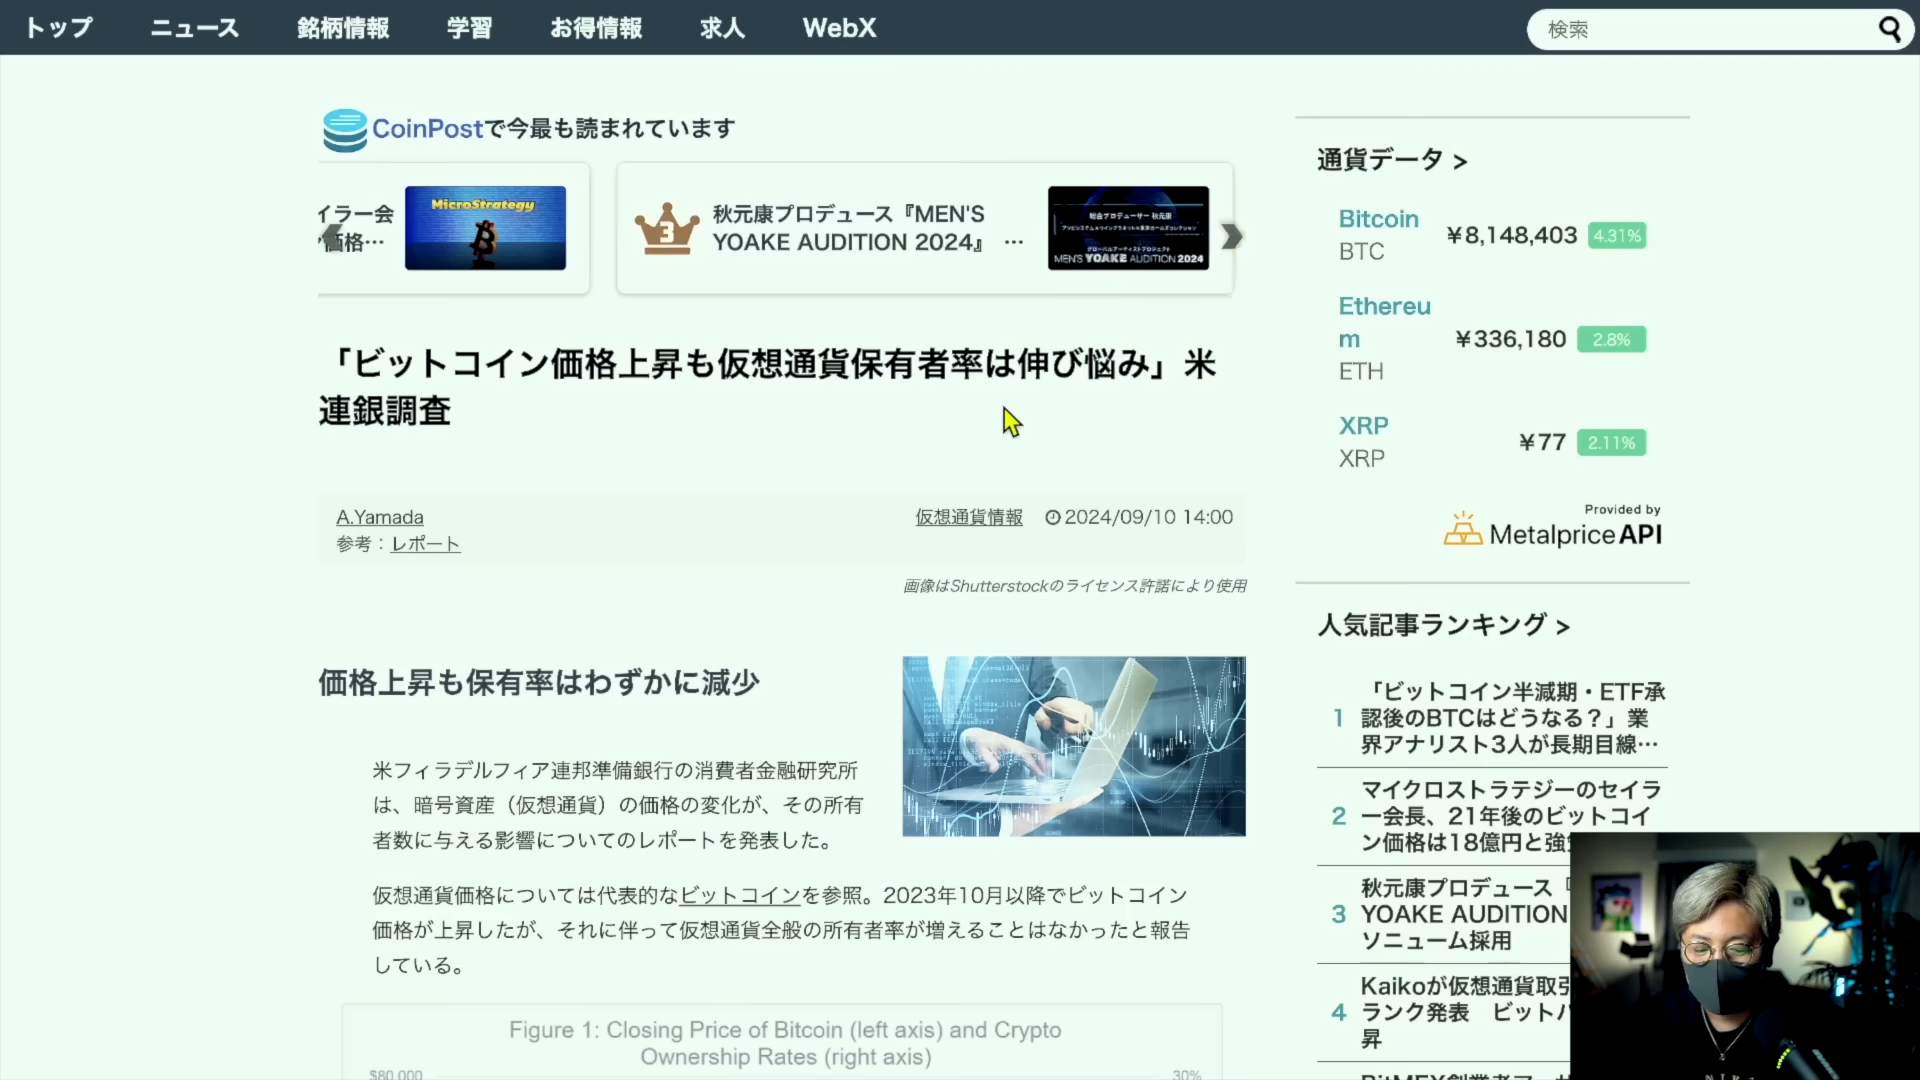 トップ ニュース 銘柄情報 学習 お得情報 求人 WebX 検索
CoinPostで今最も読まれています
イラー会
価格…
MicroStrategy
3
秋元康プロデュース『MEN'S
YOAKE AUDITION 2024』 …
総合プロデューサー 秋元康
グローバルアーティストプロジェクト
MEN'S YOAKE AUDITION 2024
「ビットコイン価格上昇も仮想通貨保有者率は伸び悩み」米
連銀調査
A.Yamada
参考：レポート
仮想通貨情報 2024/09/10 14:00
画像はShutterstockのライセンス許諾により使用
価格上昇も保有率はわずかに減少
米フィラデルフィア連邦準備銀行の消費者金融研究所
は、暗号資産（仮想通貨）の価格の変化が、その所有
者数に与える影響についてのレポートを発表した。
仮想通貨価格については代表的なビットコインを参照。2023年10月以降でビットコイン
価格が上昇したが、それに伴って仮想通貨全般の所有者率が増えることはなかったと報告
している。
Figure 1: Closing Price of Bitcoin (left axis) and Crypto
Ownership Rates (right axis)
$80,000 30%
通貨データ >
Bitcoin
BTC
¥8,148,403 4.31%
Ethereu
m
ETH
¥336,180 2.8%
XRP
XRP
¥77 2.11%
Provided by
MetalpriceAPI
人気記事ランキング >
1 「ビットコイン半減期・ETF承
認後のBTCはどうなる？」業
界アナリスト3人が長期目線…
2 マイクロストラテジーのセイラ
ー会長、21年後のビットコイ
ン価格は18億円と強
3 秋元康プロデュース『
YOAKE AUDITION
ソニューム採用
4 Kaikoが仮想通貨取引
ランク発表 ビットバ
昇